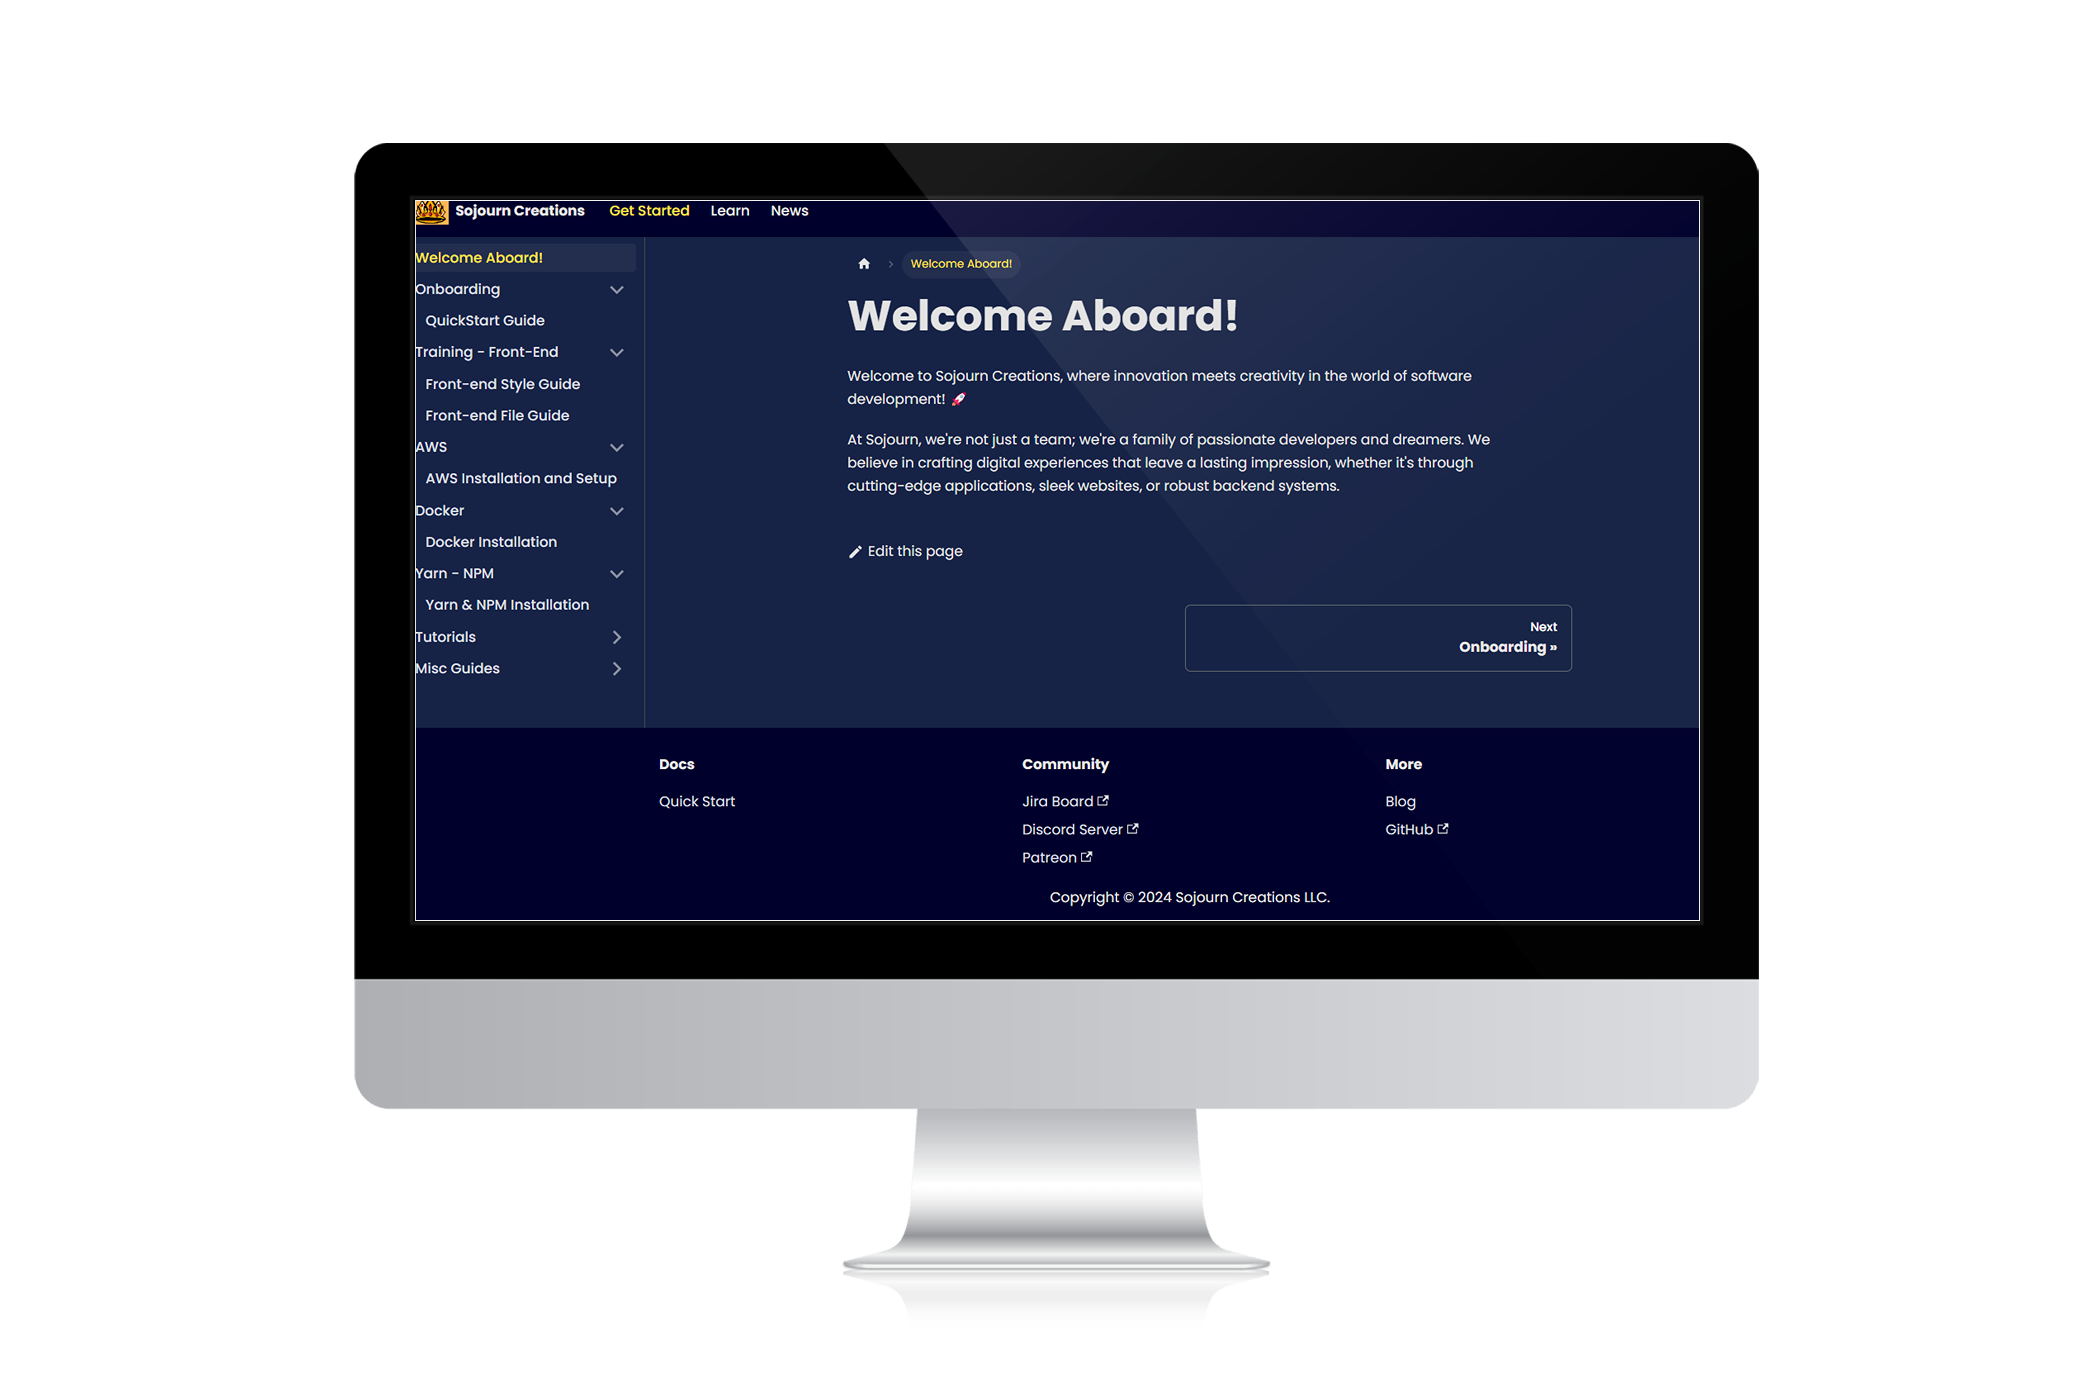 Sojourn Creations Get Started Learn News
Welcome Aboard!
Onboarding
QuickStart Guide
Training - Front-End
Front-end Style Guide
Front-end File Guide
AWS
AWS Installation and Setup
Docker
Docker Installation
Yarn - NPM
Yarn & NPM Installation
Tutorials
Misc Guides
Welcome Aboard!
Welcome Aboard!
Welcome to Sojourn Creations, where innovation meets creativity in the world of software
development! 🚀
At Sojourn, we're not just a team; we're a family of passionate developers and dreamers. We
believe in crafting digital experiences that leave a lasting impression, whether it's through
cutting-edge applications, sleek websites, or robust backend systems.
Edit this page
Next
Onboarding »
Docs
Quick Start
Community
Jira Board
Discord Server
Patreon
More
Blog
GitHub
Copyright © 2024 Sojourn Creations LLC.